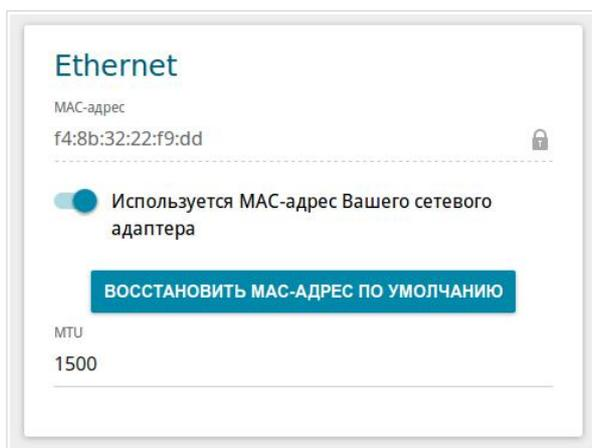 Ethernet
MAC-адрес
f4:8b:32:22:f9:dd
Используется MAC-адрес Вашего сетевого
адаптера
ВОССТАНОВИТЬ MAC-АДРЕС ПО УМОЛЧАНИЮ
MTU
1500